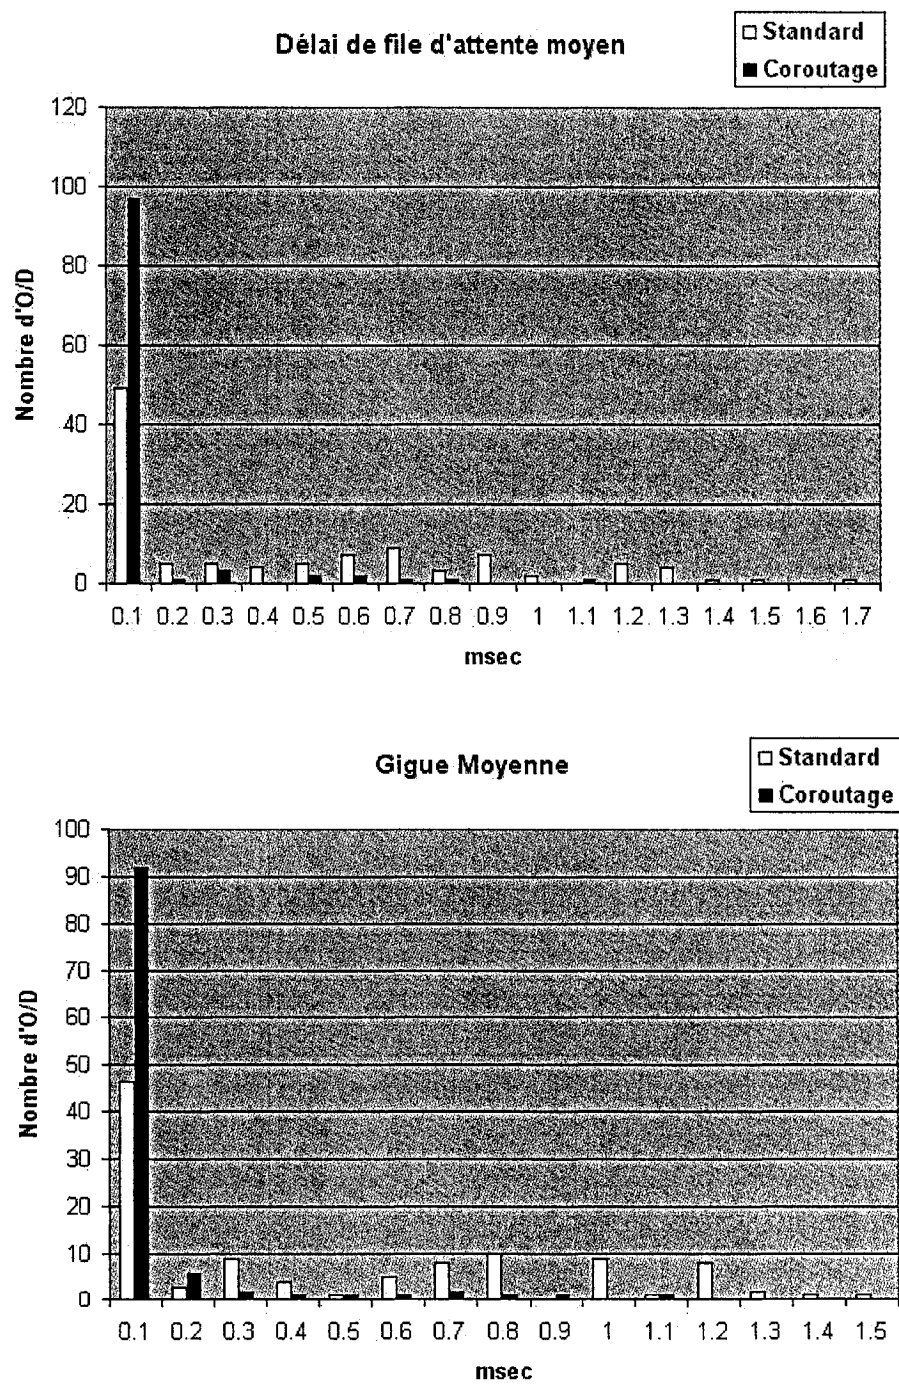 Délai de file d'attente moyen
Standard
Coroutage
120
100
80
60
40
20
0
Nombre d'O/D
0.1 0.2 0.3 0.4 0.5 0.6 0.7 0.8 0.9 1 1.1 1.2 1.3 1.4 1.5 1.6 1.7
msec
Gigue Moyenne
Standard
Coroutage
100
90
80
70
60
50
40
30
20
10
0
Nombre d'O/D
0.1 0.2 0.3 0.4 0.5 0.6 0.7 0.8 0.9 1 1.1 1.2 1.3 1.4 1.5
msec